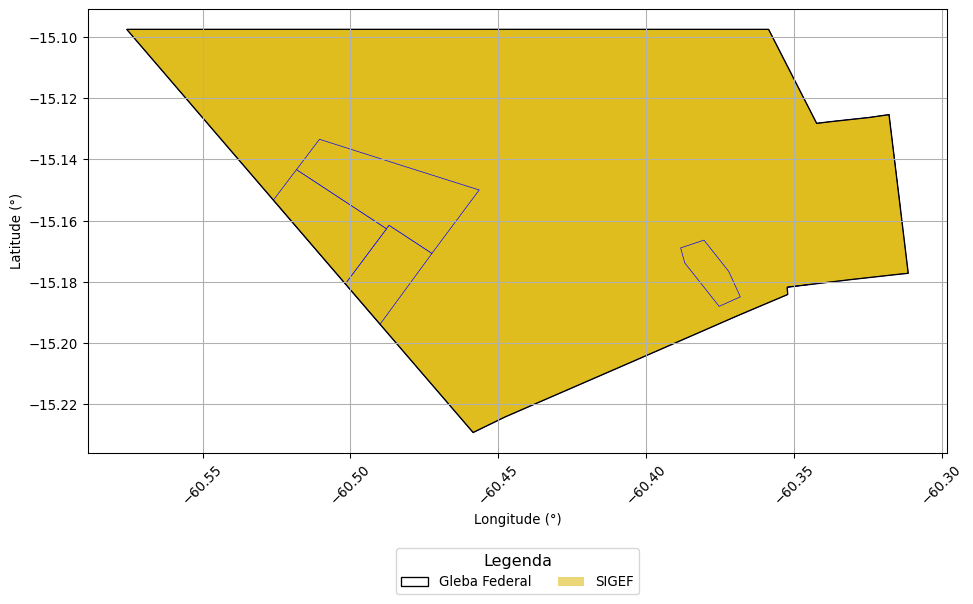 −15.10
−15.12
−15.14
−15.16
−15.18
−15.20
−15.22
Latitude (°)
−60.55 −60.50 −60.45 −60.40 −60.35 −60.30
Longitude (°)
Legenda
Gleba Federal SIGEF